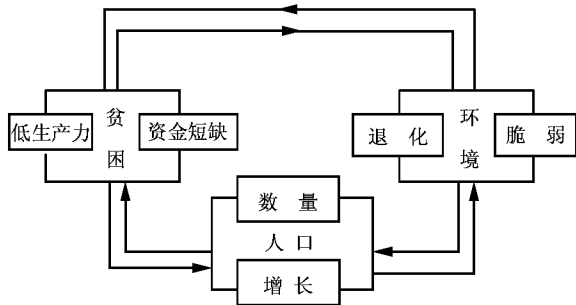 贫困
低生产力
资金短缺
环境
退化
脆弱
数量
人口
增长